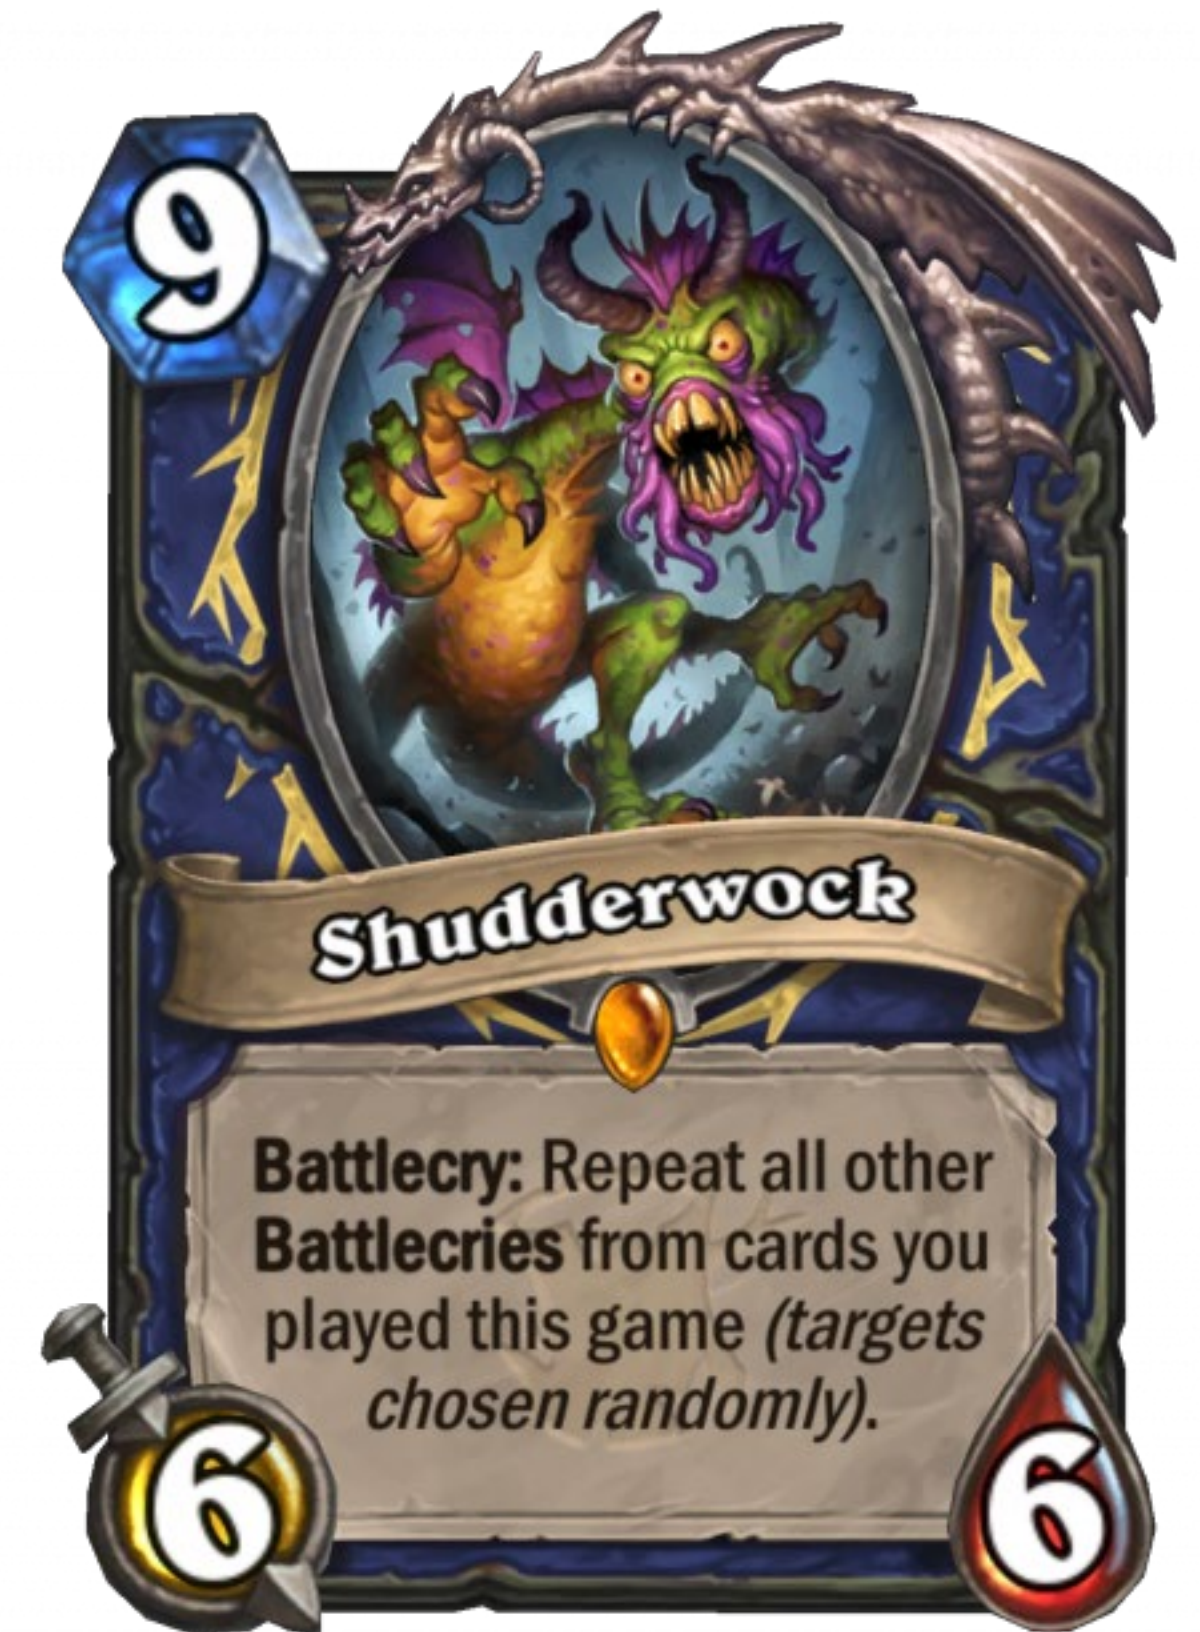 9
Shudderwock
Battlecry: Repeat all other
Battlecries from cards you
played this game (targets
chosen randomly).
6
6